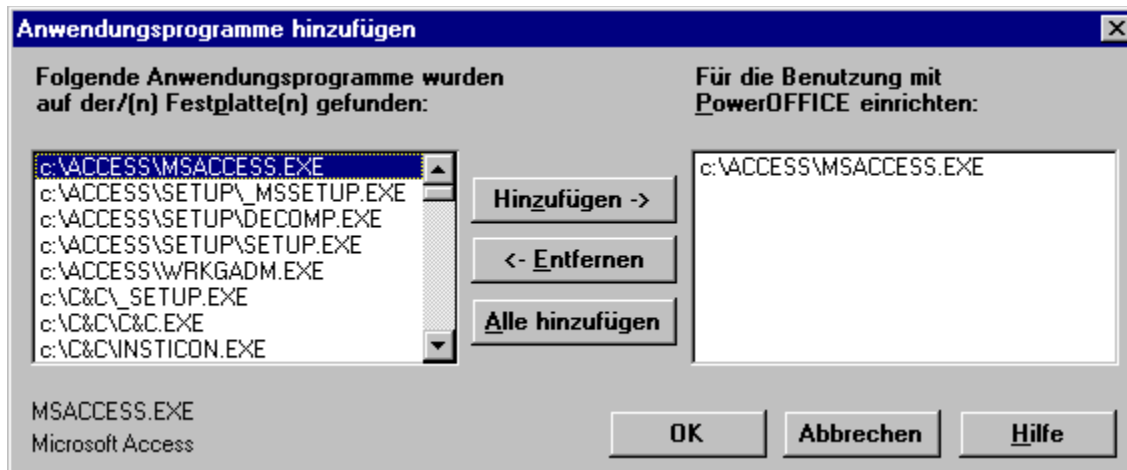 Anwendungsprogramme hinzufügen
Folgende Anwendungsprogramme wurden
auf der/(n) Festplatte(n) gefunden:
c:\ACCESS\MSACCESS.EXE
c:\ACCESS\SETUP\_MSSETUP.EXE
c:\ACCESS\SETUP\DECOMP.EXE
c:\ACCESS\SETUP\SETUP.EXE
c:\ACCESS\WRKGADM.EXE
c:\C&C\_SETUP.EXE
c:\C&C\C&C.EXE
c:\C&C\INSTICON.EXE
Hinzufügen ->
<- Entfernen
Alle hinzufügen
Für die Benutzung mit
PowerOFFICE einrichten:
c:\ACCESS\MSACCESS.EXE
MSACCESS.EXE
Microsoft Access
OK
Abbrechen
Hilfe